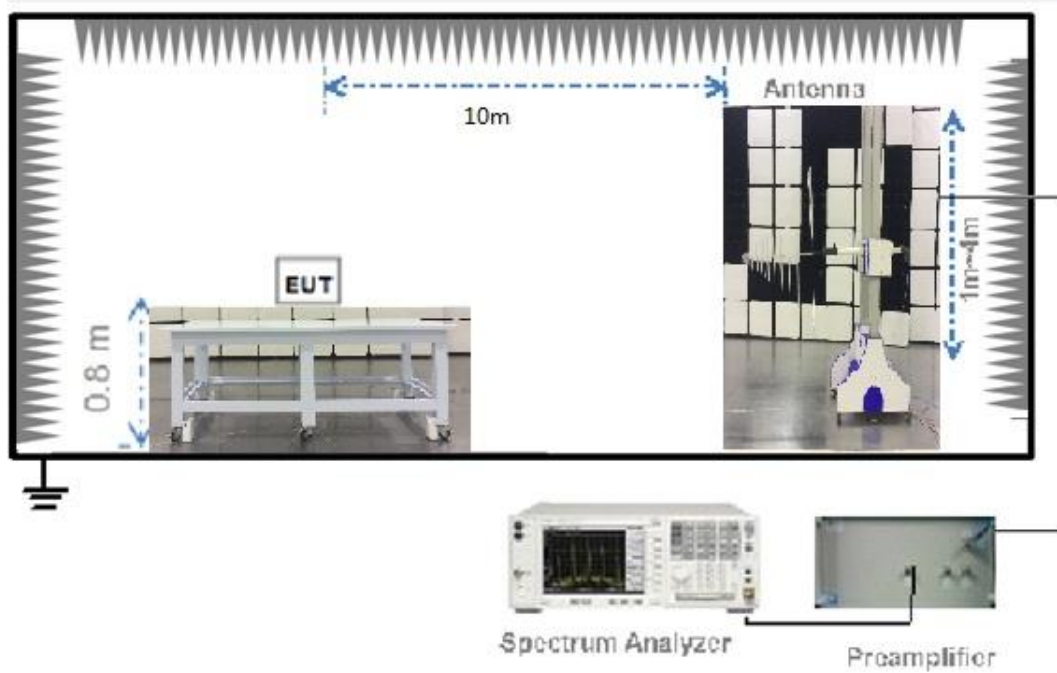 Antenna
10m
1m~4m
EUT
0.8 m
Spectrum Analyzer
Preamplifier